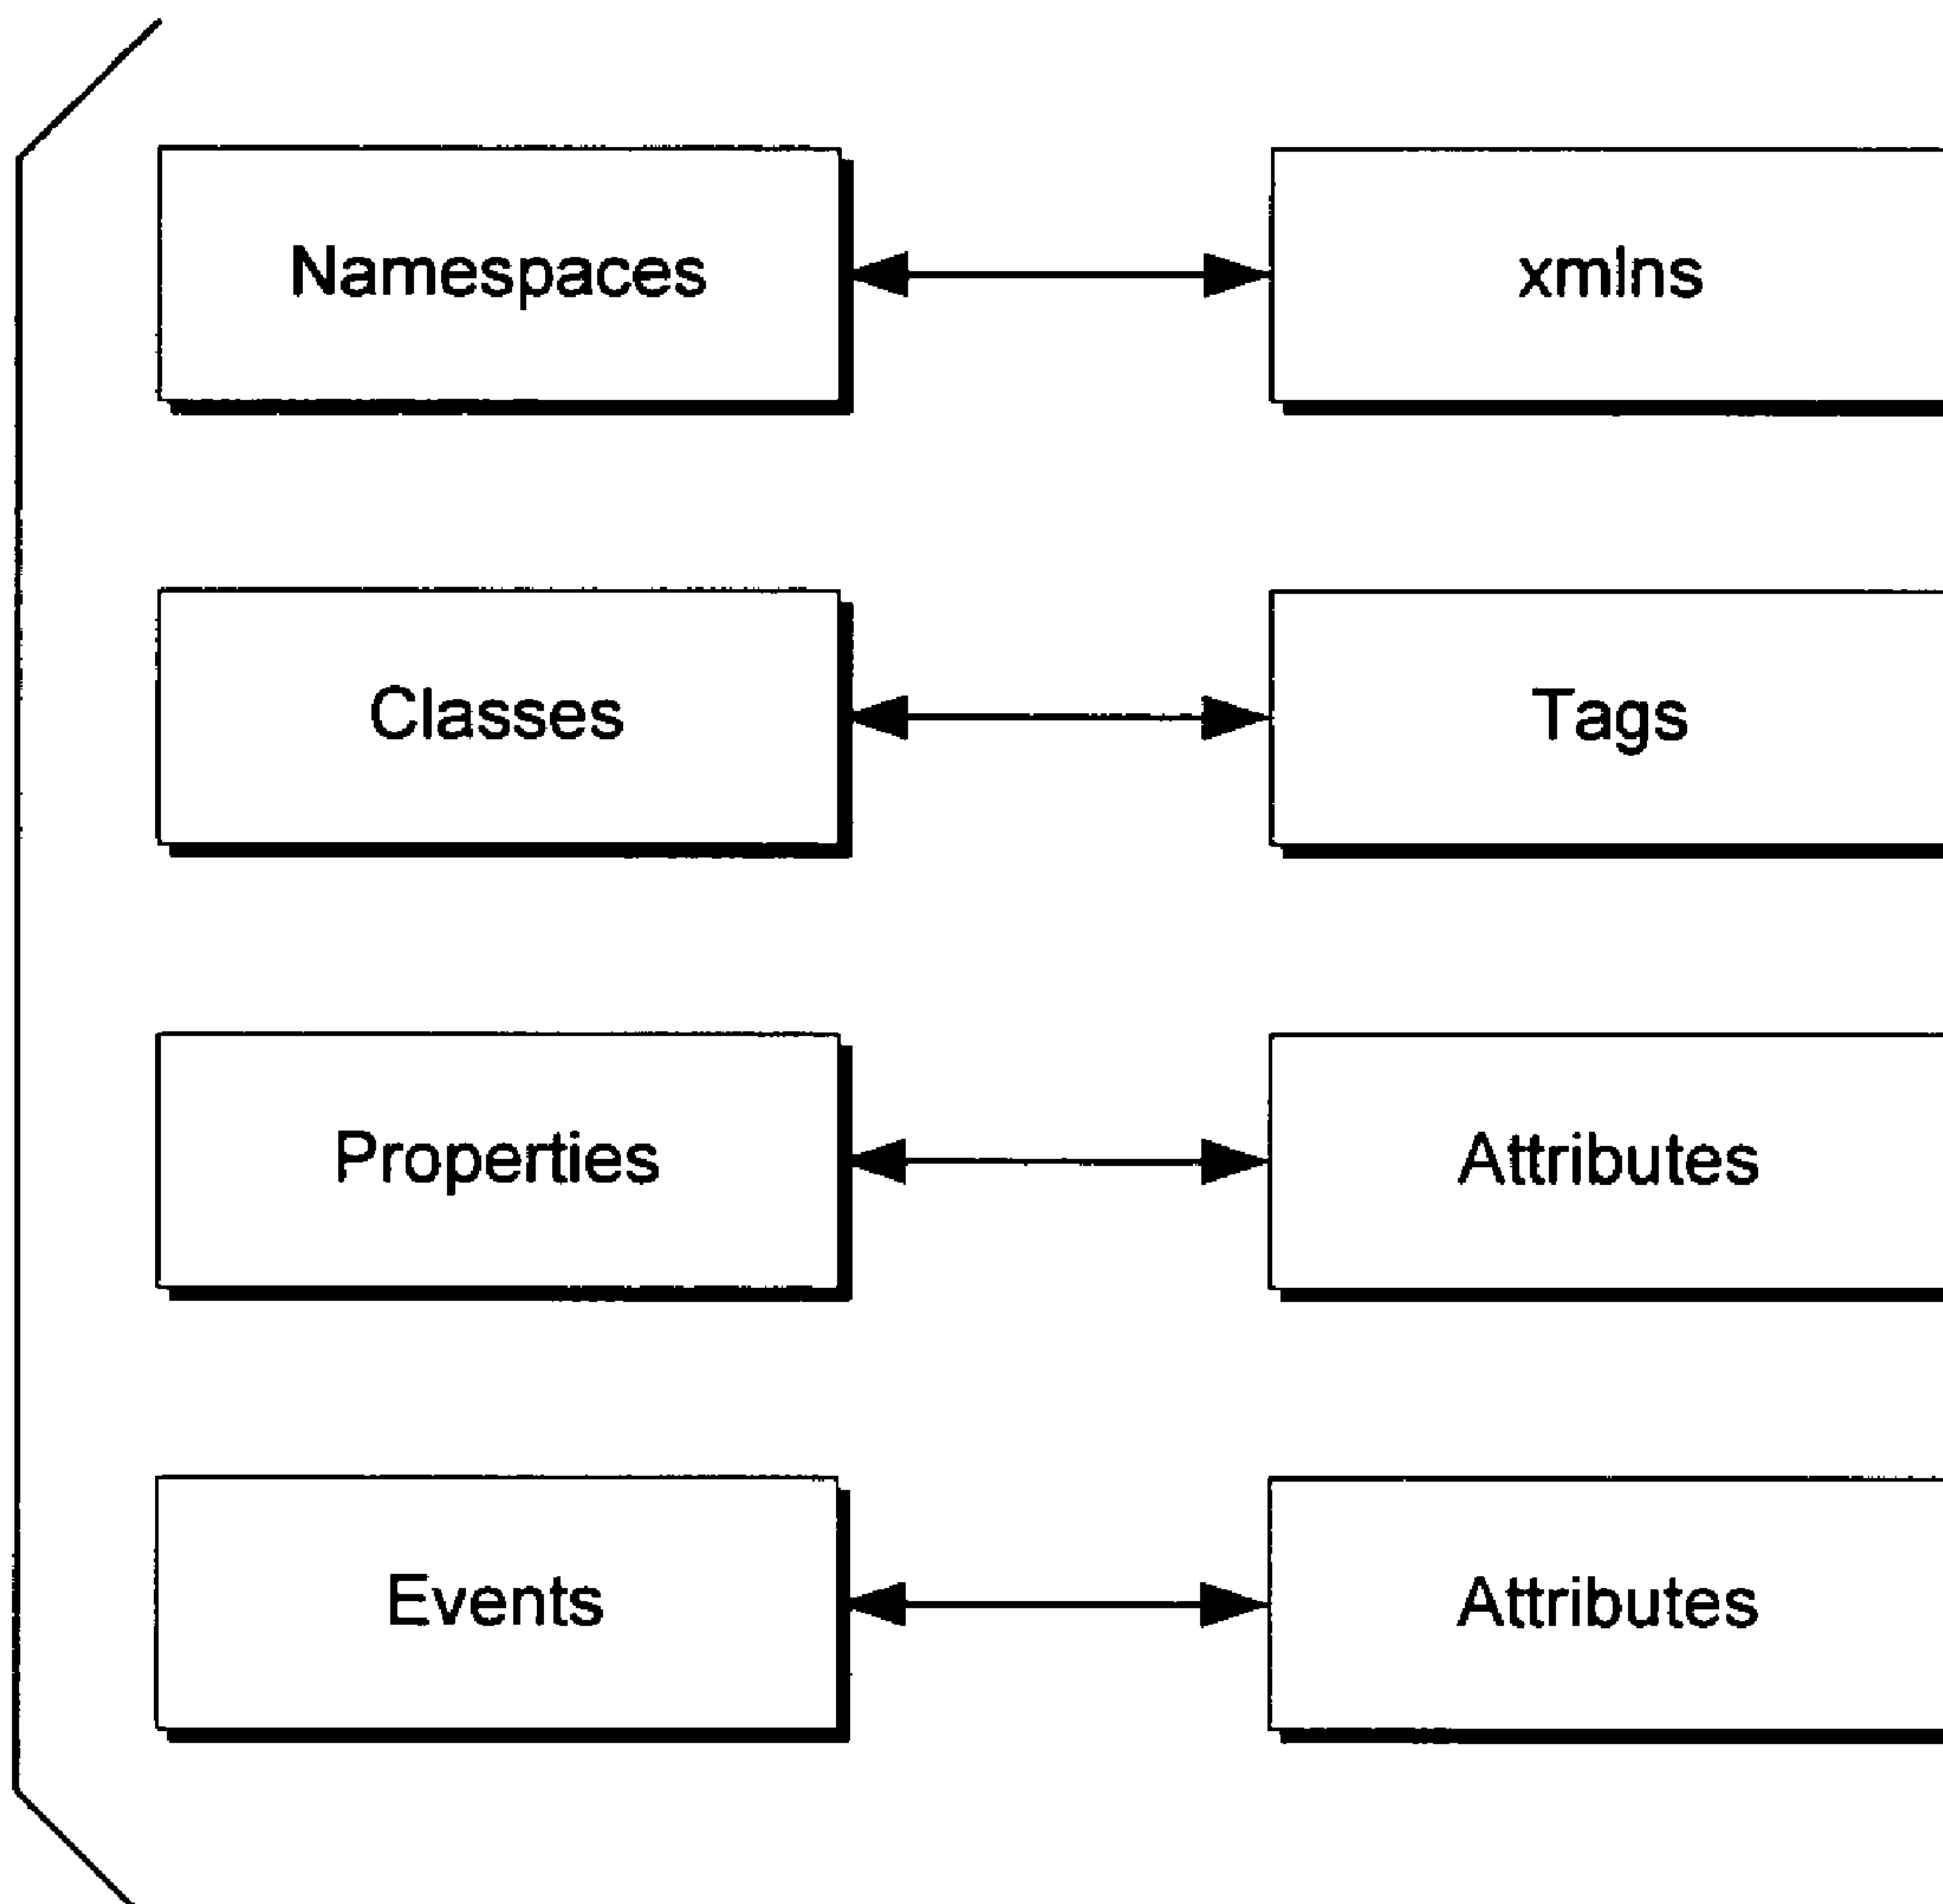 Namespaces
xmlns
Classes
Tags
Properties
Attributes
Events
Attributes